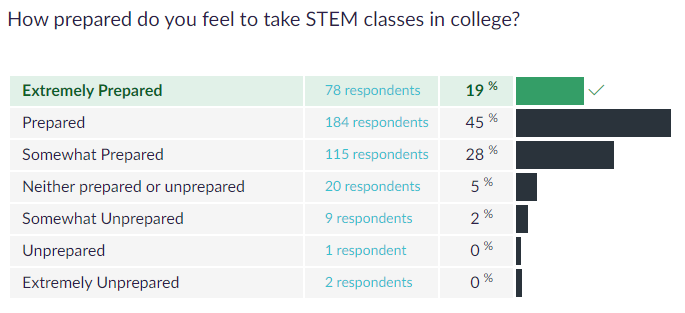 How prepared do you feel to take STEM classes in college?
Extremely Prepared 78 respondents 19 %
Prepared 184 respondents 45 %
Somewhat Prepared 115 respondents 28 %
Neither prepared or unprepared 20 respondents 5 %
Somewhat Unprepared 9 respondents 2 %
Unprepared 1 respondent 0 %
Extremely Unprepared 2 respondents 0 %